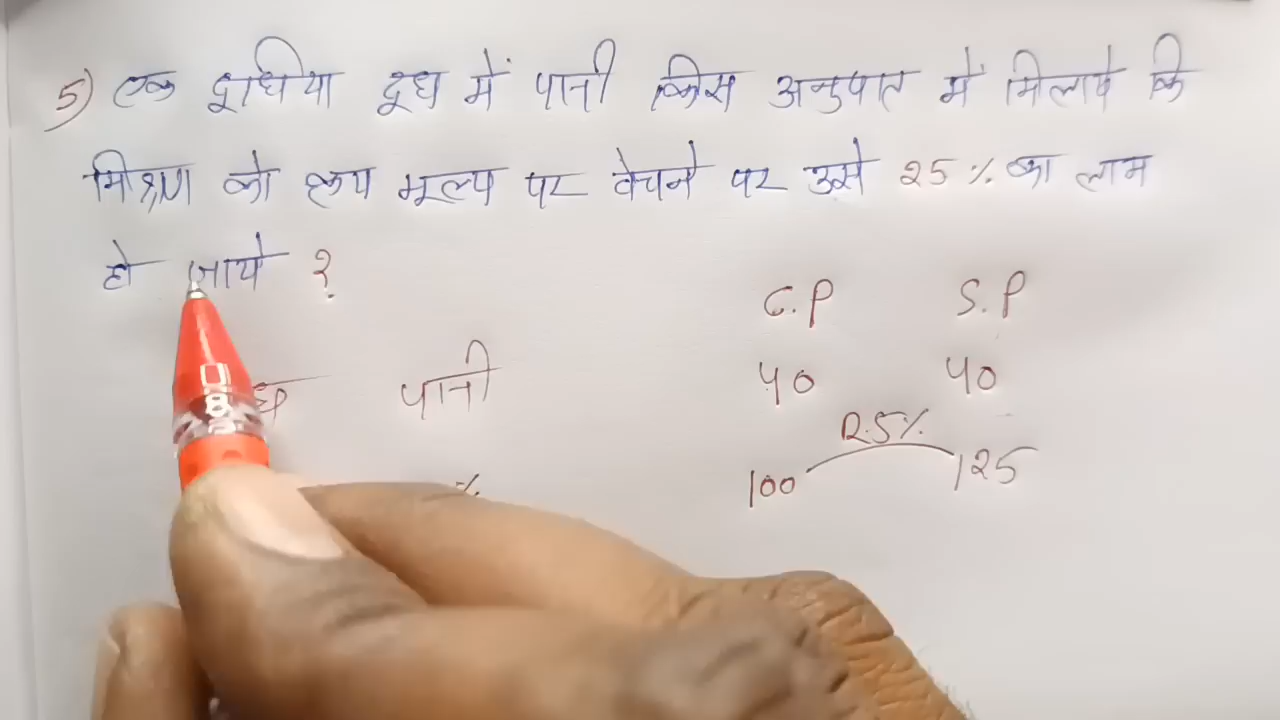 5) एक दूधिया दूध में पानी किस अनुपात में मिलाये कि
मिश्रण को क्रय मूल्य पर बेचने पर उसे 25% का लाभ
हो जाये ?
C.P S.P
पानी
40 40
25%
100 125
%